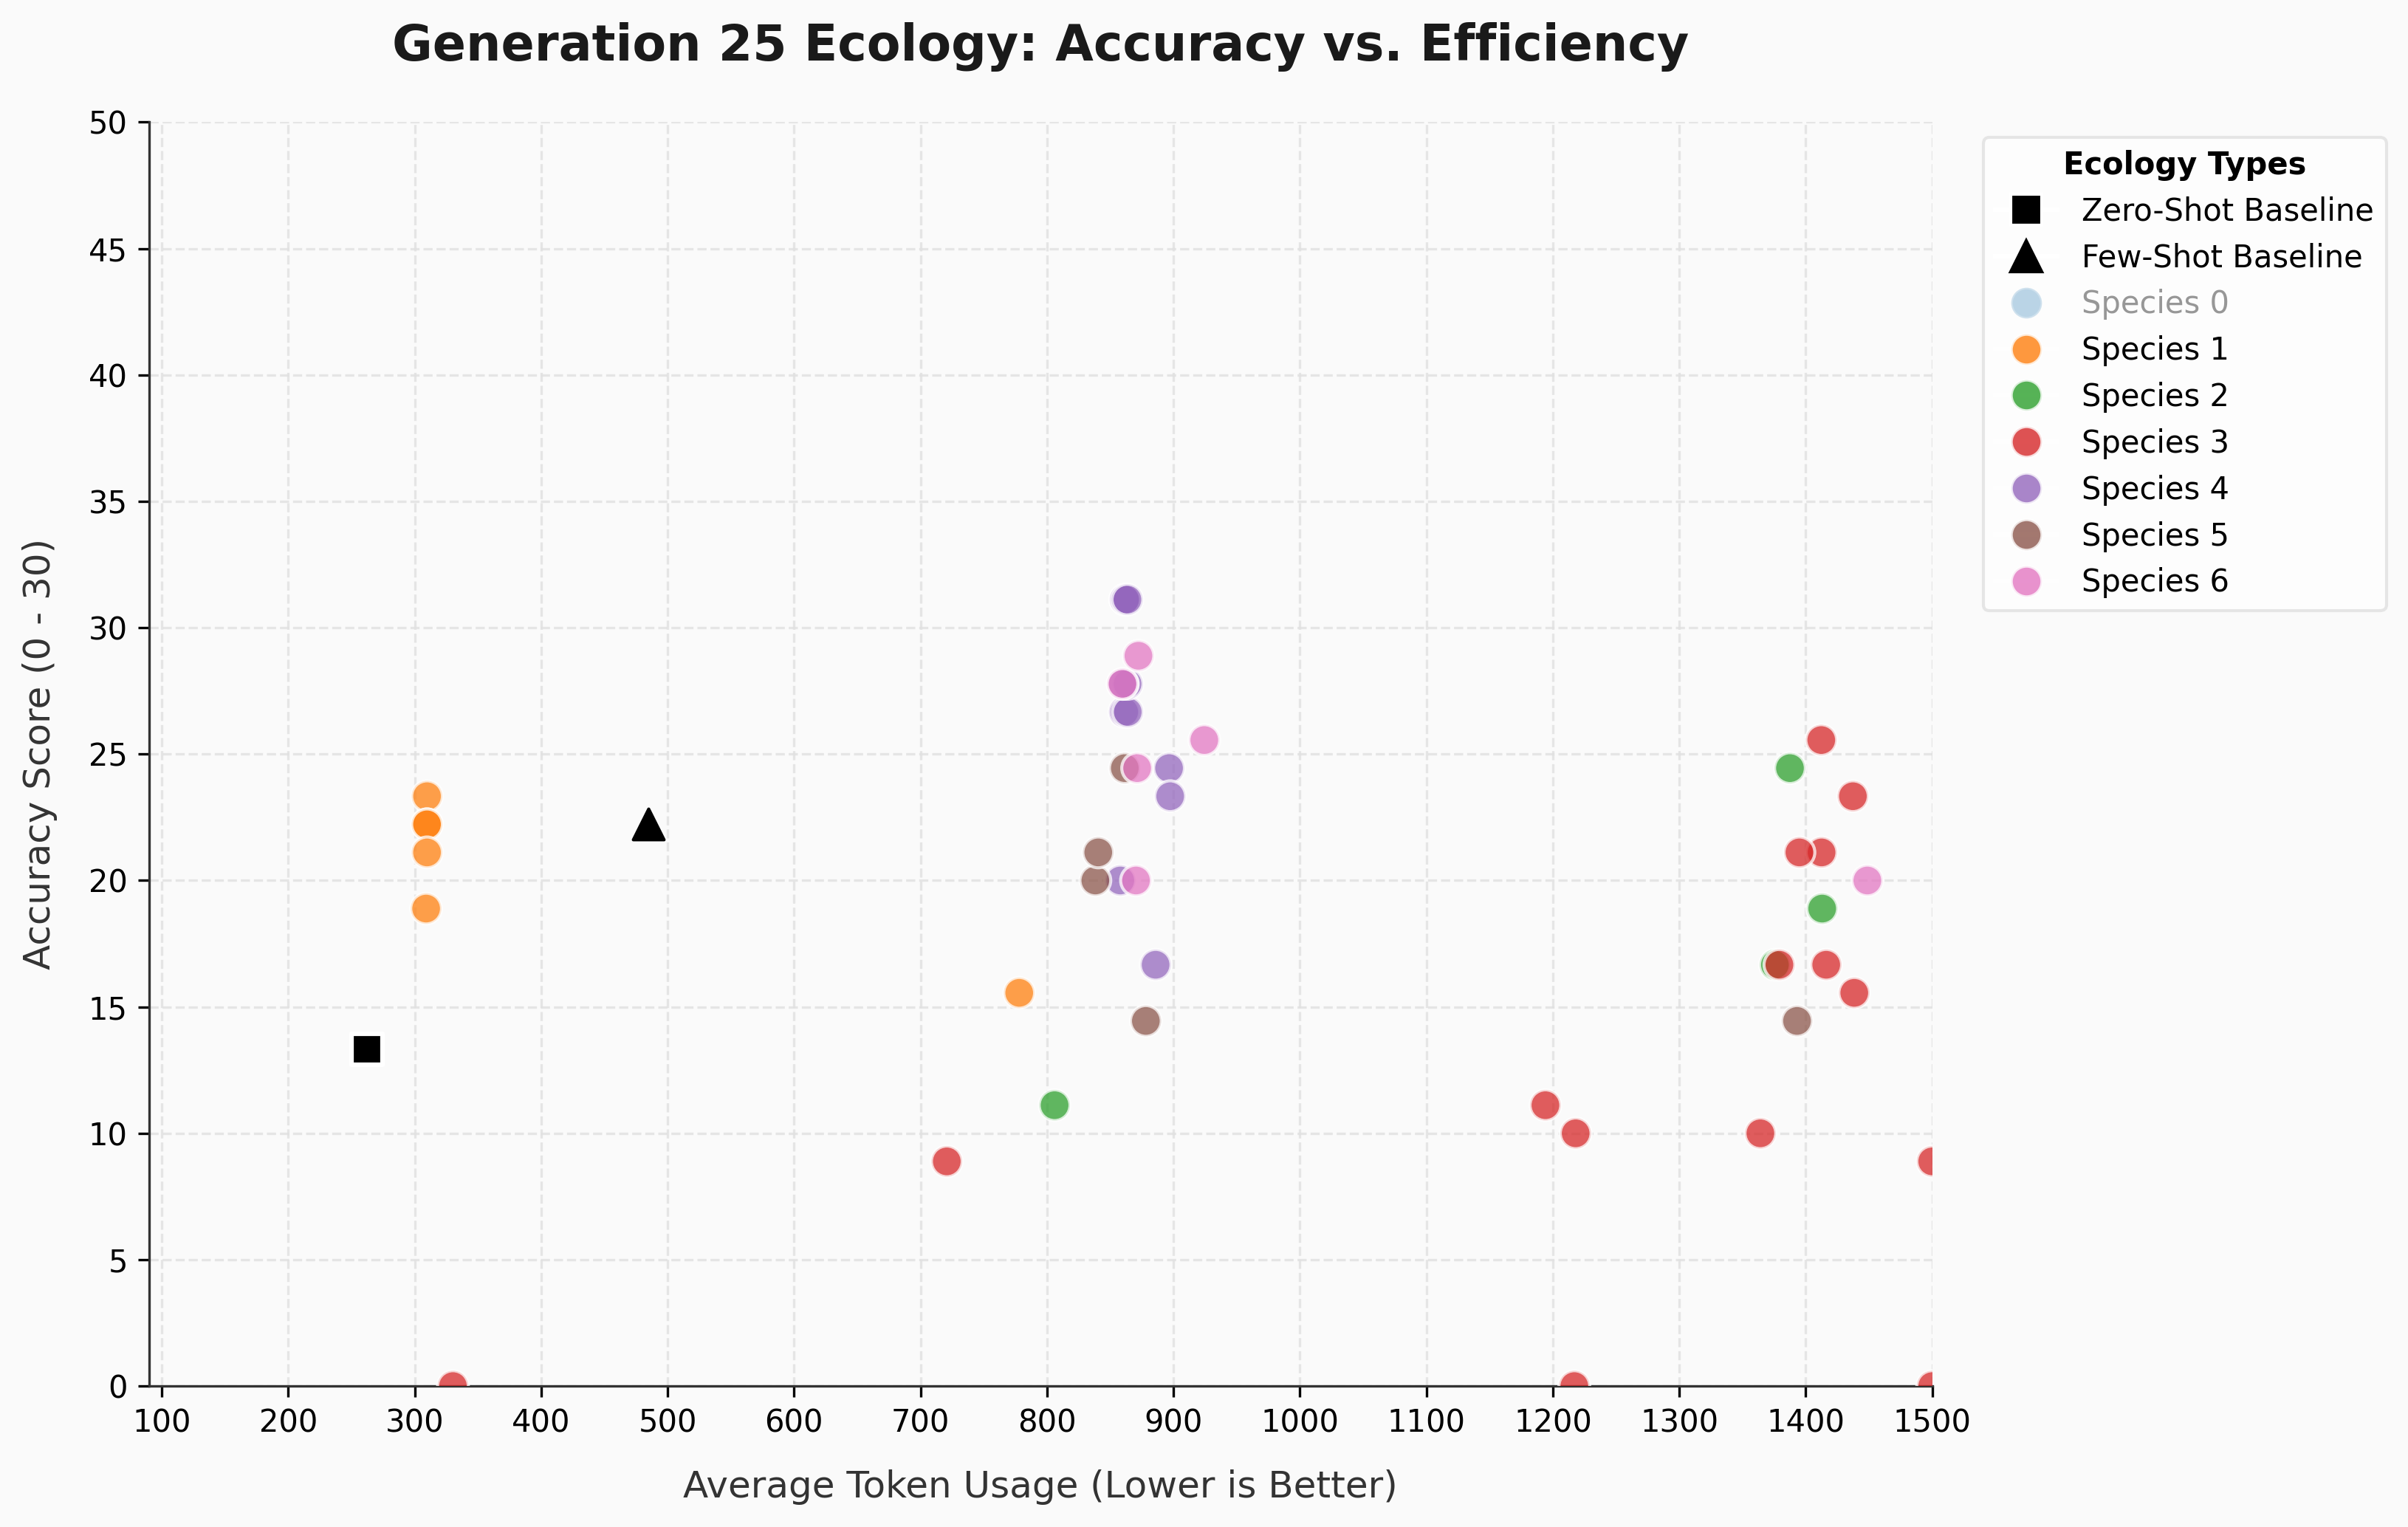 Generation 25 Ecology: Accuracy vs. Efficiency
50
45
40
35
30
25
20
15
10
5
0
Accuracy Score (0 - 30)
100 200 300 400 500 600 700 800 900 1000 1100 1200 1300 1400 1500
Average Token Usage (Lower is Better)
Ecology Types
Zero-Shot Baseline
Few-Shot Baseline
Species 0
Species 1
Species 2
Species 3
Species 4
Species 5
Species 6